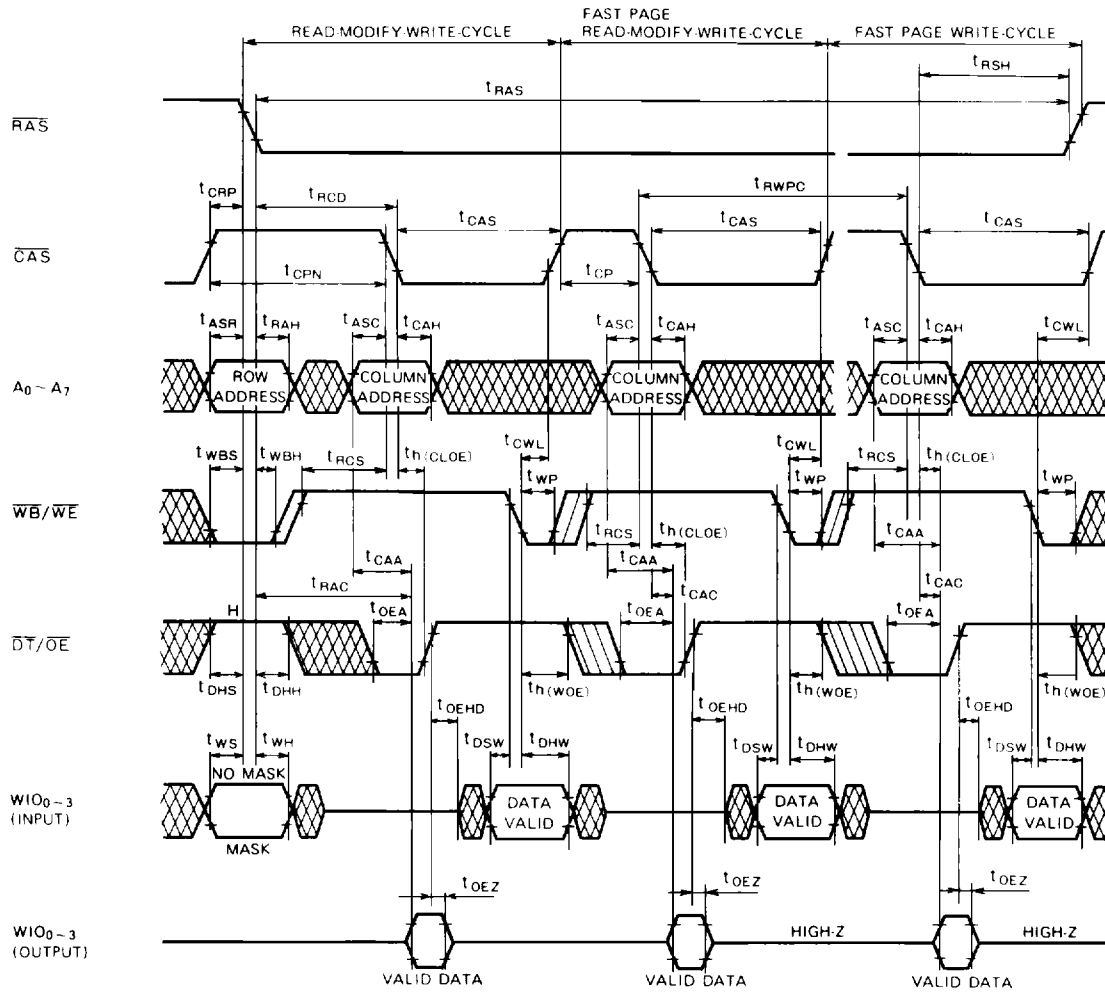 FAST PAGE
READ-MODIFY-WRITE-CYCLE READ-MODIFY-WRITE-CYCLE FAST PAGE WRITE-CYCLE
tRSH
tRAS
RAS
tCRP tRCD tRWPC
tCAS tCAS tCAS
CAS
tCPN tCP
tASR tRAH tASC tCAH tASC tCAH tASC tCAH tCWL
A0~A7
ROW ADDRESS
COLUMN ADDRESS
COLUMN ADDRESS
COLUMN ADDRESS
tWBS tWBH tRCS th(CLOE) tCWL tCWL tRCS th(CLOE)
tWP tWP tWP
WB/WE
tRCS th(CLOE)
tCAA tCAA tCAA
tRAC tCAC tCAC
H tOEA tOEA tOEA
DT/OE
tDHS tDHH th(WOE) th(WOE) th(WOE)
tOEHD tOEHD tOEHD
tWS tWH tDSW tDHW tDSW tDHW tDSW tDHW
NO MASK
WIO0-3
(INPUT)
DATA VALID
DATA VALID
DATA VALID
MASK
tOEZ tOEZ tOEZ
WIO0-3
(OUTPUT)
HIGH-Z HIGH-Z
VALID DATA VALID DATA VALID DATA